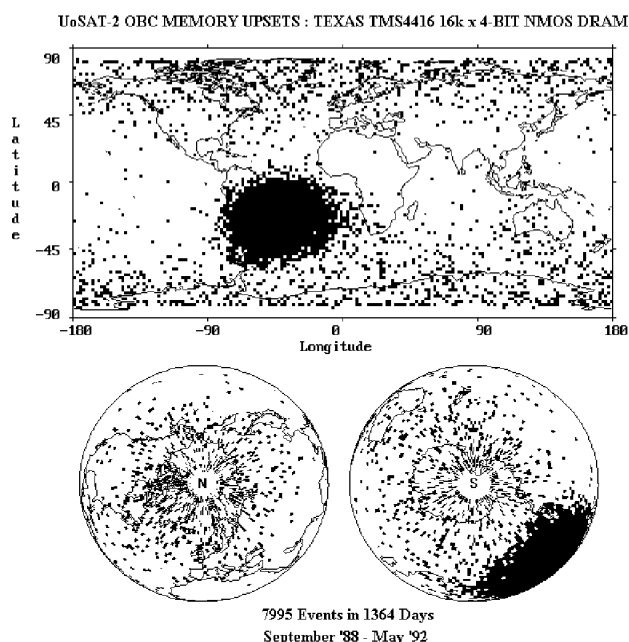 UoSAT-2 OBC MEMORY UPSETS : TEXAS TMS4416 16k x 4-BIT NMOS DRAM
90
45
0
-45
-90
Latitude
-180 -90 0 90 180
Longitude
N S
7995 Events in 1364 Days
September '88 - May '92